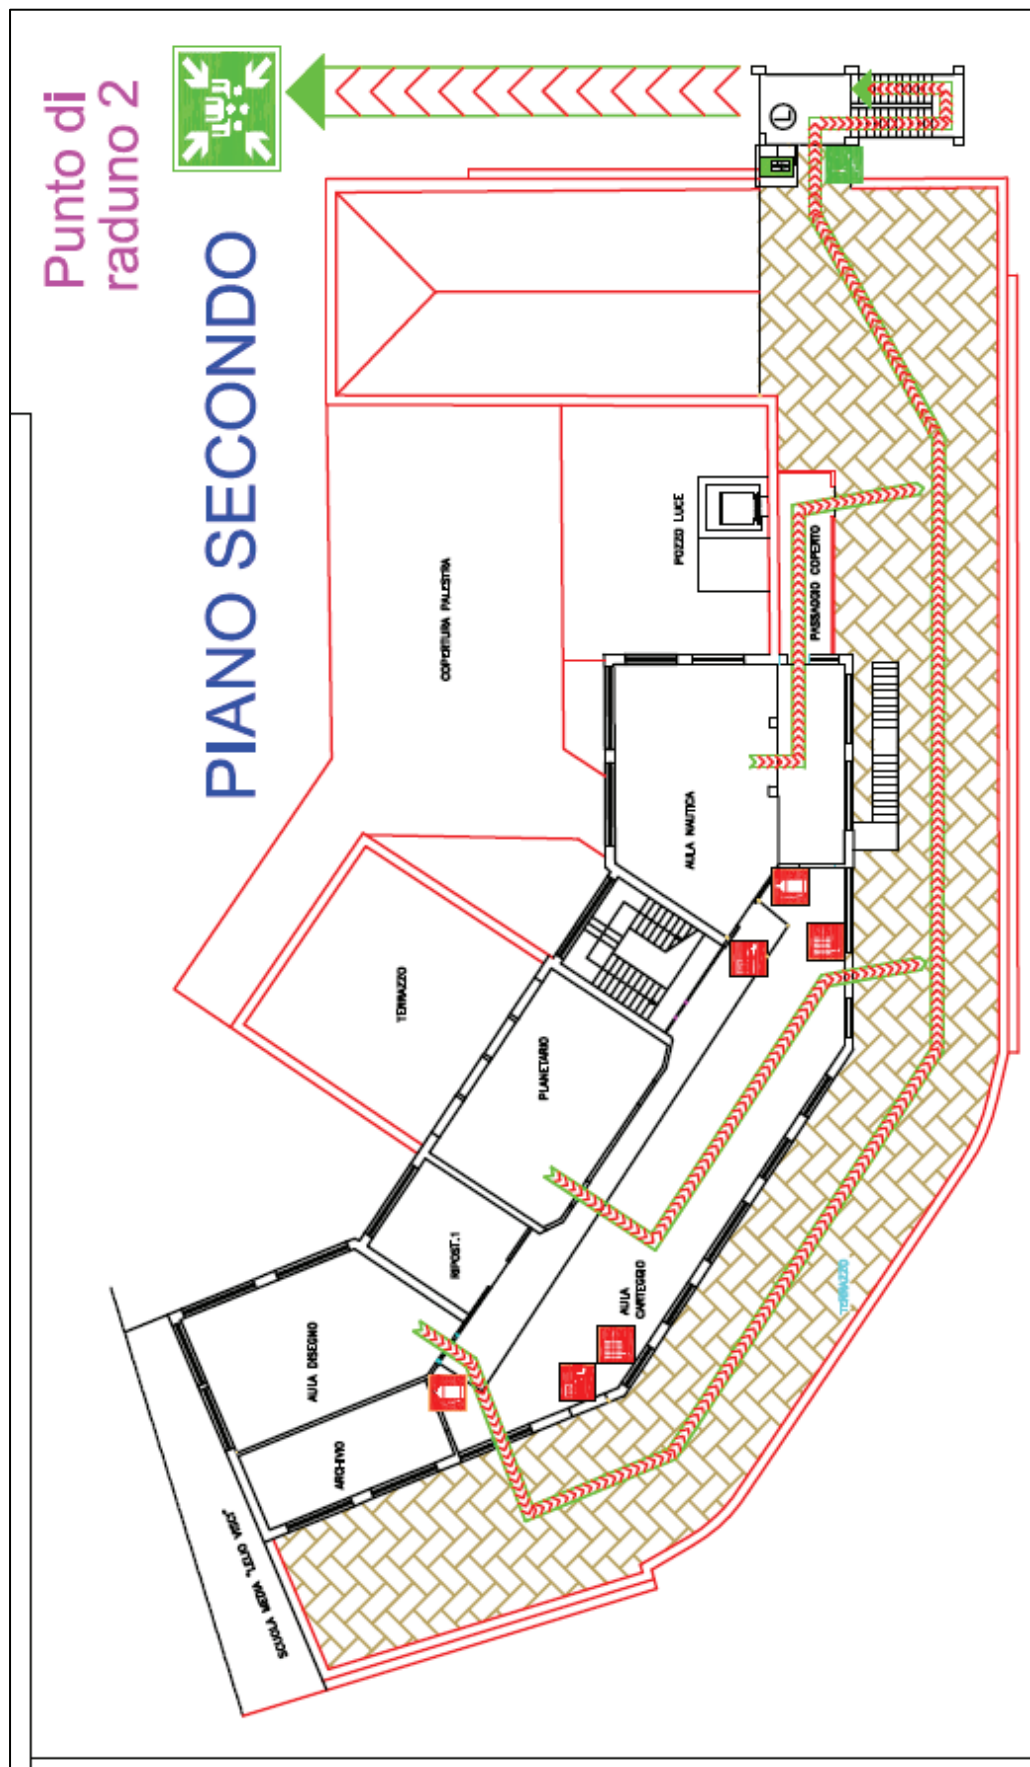 Punto di
raduno 2
PIANO SECONDO
L
COPERTURA PALESTRA
POZZO LUCE
PASSAGGIO COPERTO
AULA NAUTICA
TERRAZZO
PLANETARIO
RIPOST.1
AULA DISEGNO
ARCHIVIO
AULA
CARTEGGIO
TERRAZZO
SCUOLA MEDIA "LELIO VISCI"